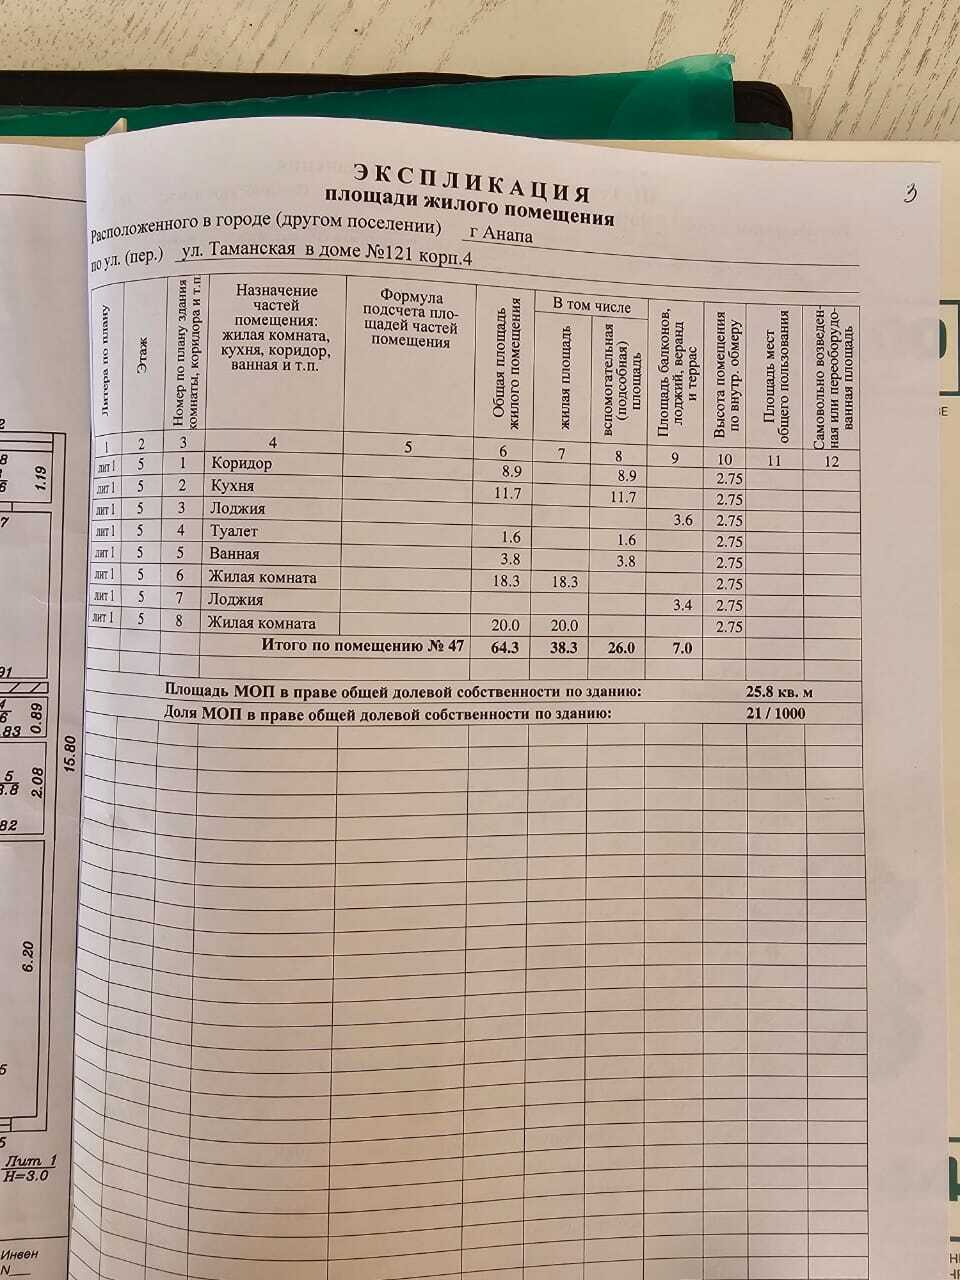 ЭКСПЛИКАЦИЯ
площади жилого помещения
3
Расположенного в городе (другом поселении) г Анапа
по ул. (пер.) ул. Таманская в доме №121 корп.4
Литера по плану
Этаж
Номер по плану здания комнаты, коридора и т.п.
Назначение частей помещения: жилая комната, кухня, коридор, ванная и т.п.
Формула подсчета пло-щадей частей помещения
Общая площадь жилого помещения
В том числе
жилая площадь
вспомогательная (подсобная) площадь
Площадь балконов, лоджий, веранд и террас
Высота помещения по внутр. обмеру
Площадь мест общего пользования
Самовольно возведен-ная или переоборудо-ванная площадь
1 2 3 4 5 6 7 8 9 10 11 12
лит 1 5 1 Коридор 8.9 8.9 2.75
лит 1 5 2 Кухня 11.7 11.7 2.75
лит 1 5 3 Лоджия 3.6 2.75
лит 1 5 4 Туалет 1.6 1.6 2.75
лит 1 5 5 Ванная 3.8 3.8 2.75
лит 1 5 6 Жилая комната 18.3 18.3 2.75
лит 1 5 7 Лоджия 3.4 2.75
лит 1 5 8 Жилая комната 20.0 20.0 2.75
Итого по помещению № 47 64.3 38.3 26.0 7.0
Площадь МОП в праве общей долевой собственности по зданию: 25.8 кв. м
Доля МОП в праве общей долевой собственности по зданию: 21 / 1000
1.19
0.89
15.80
2.08
6.20
Лит 1
H=3.0
Инвен
N